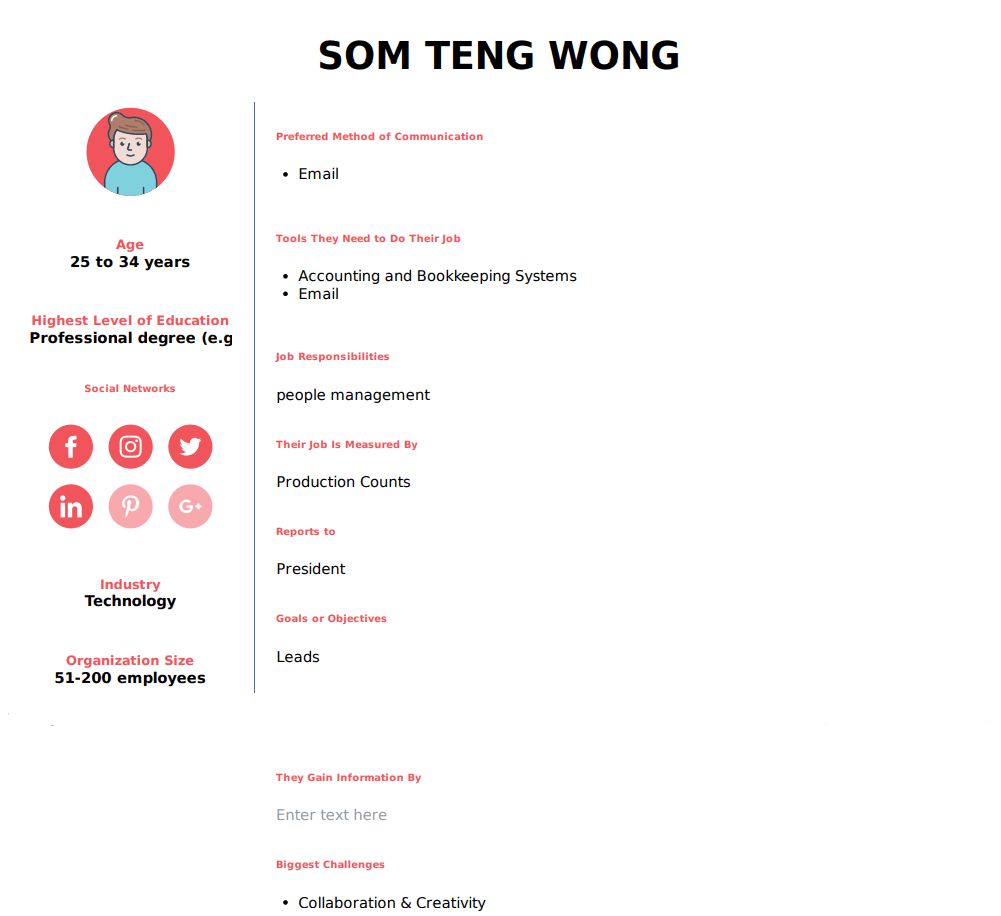 SOM TENG WONG
Age
25 to 34 years
Highest Level of Education
Professional degree (e.g
Social Networks
f
in
G+
Industry
Technology
Organization Size
51-200 employees
Preferred Method of Communication
• Email
Tools They Need to Do Their Job
• Accounting and Bookkeeping Systems
• Email
Job Responsibilities
people management
Their Job Is Measured By
Production Counts
Reports to
President
Goals or Objectives
Leads
They Gain Information By
Enter text here
Biggest Challenges
• Collaboration & Creativity